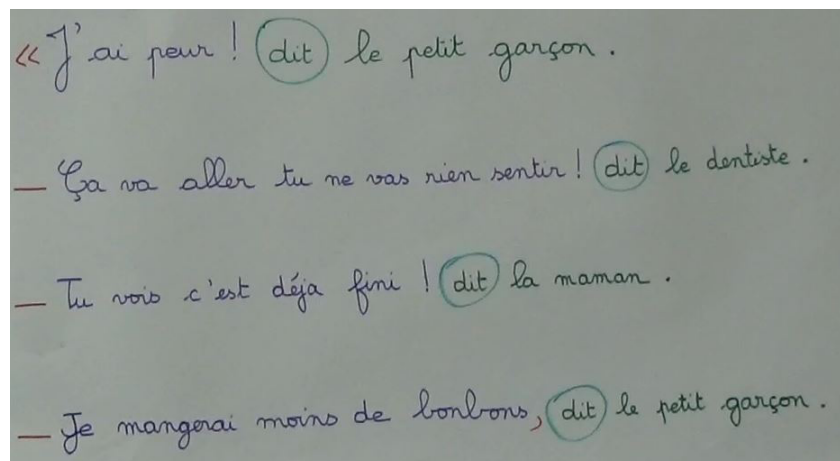 « J'ai peur ! dit le petit garçon.
— Ça va aller tu ne vas rien sentir ! dit le dentiste.
— Tu vois c'est déja fini ! dit la maman.
— Je mangerai moins de bonbons, dit le petit garçon.